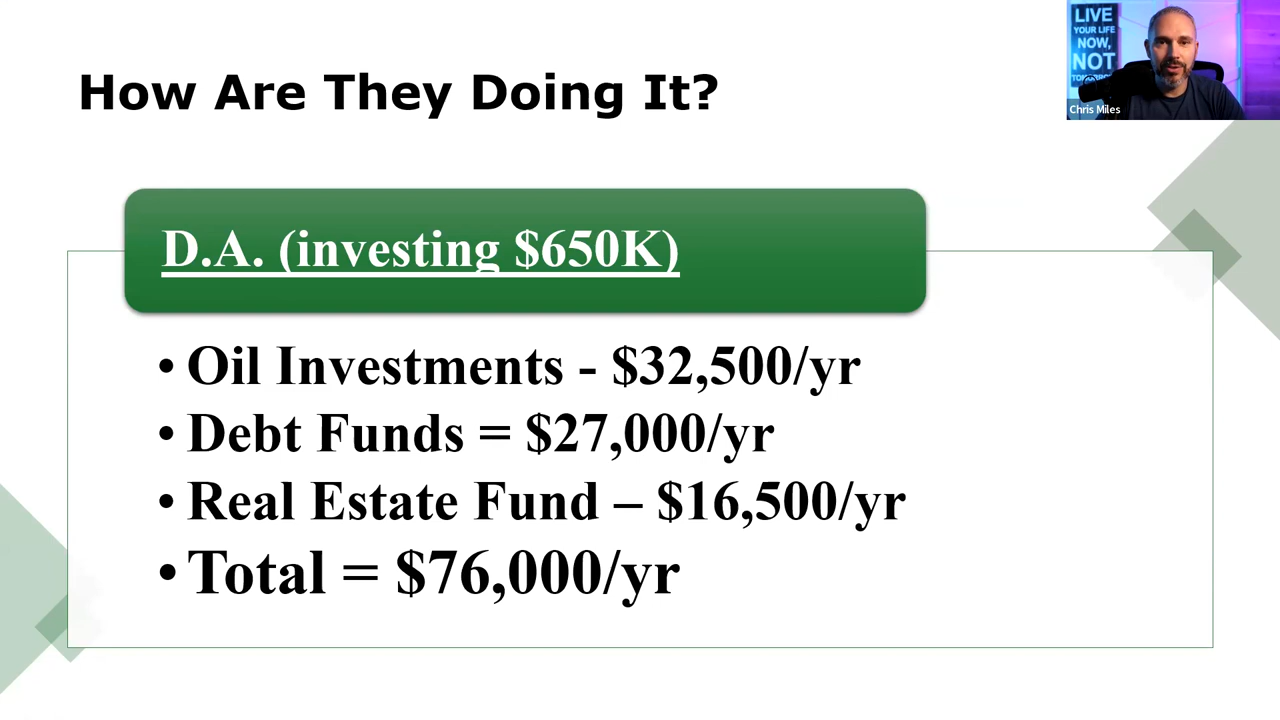 How Are They Doing It?
LIVE
YOUR LIFE
NOW,
NOT
Chris Miles
D.A. (investing $650K)
• Oil Investments - $32,500/yr
• Debt Funds = $27,000/yr
• Real Estate Fund – $16,500/yr
• Total = $76,000/yr